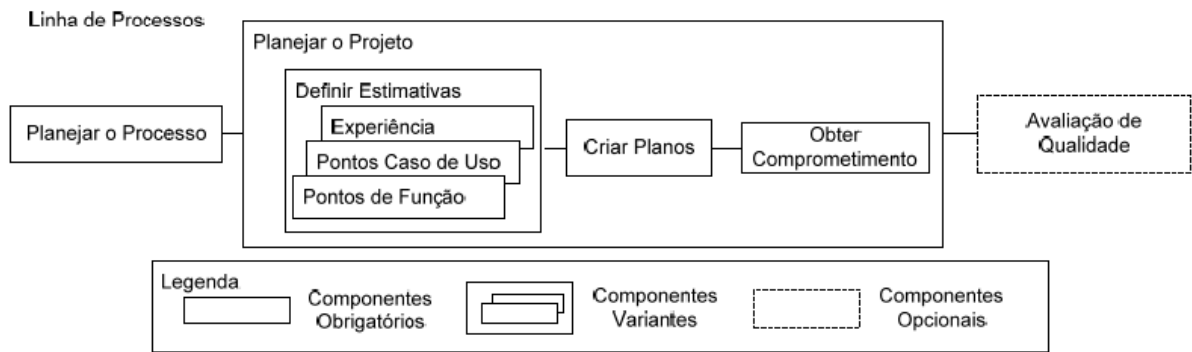 Linha de Processos
Planejar o Projeto
Definir Estimativas
Experiência
Pontos Caso de Uso
Pontos de Função
Planejar o Processo
Criar Planos
Obter
Comprometimento
Avaliação de
Qualidade
Legenda
Componentes
Obrigatórios
Componentes
Variantes
Componentes
Opcionais